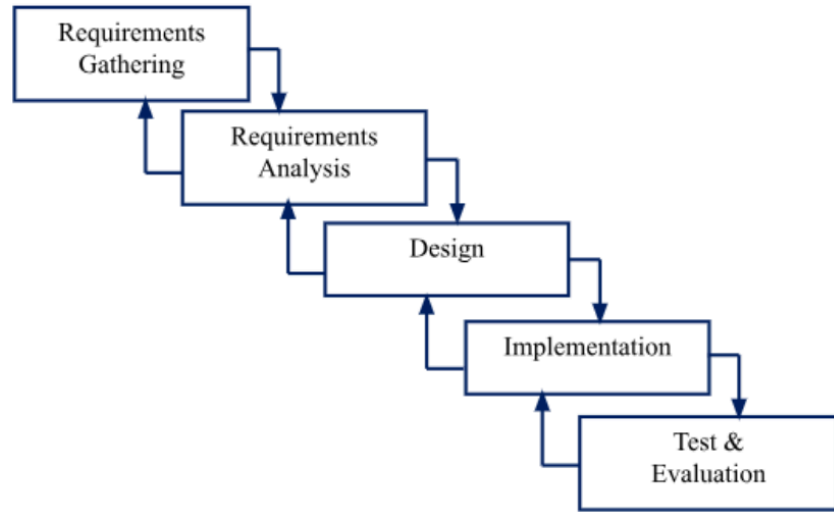 Requirements
Gathering
Requirements
Analysis
Design
Implementation
Test &
Evaluation